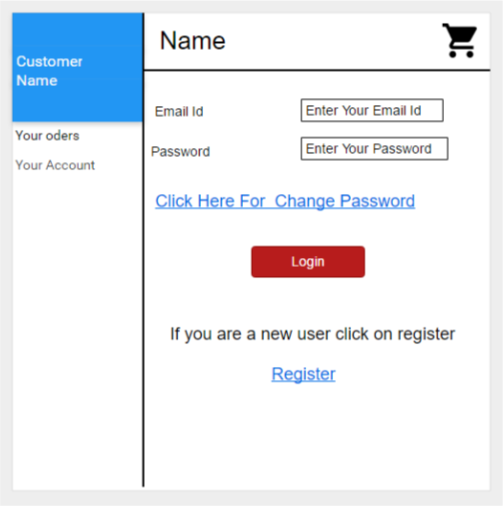 Customer
Name
Your oders
Your Account
Name
Email Id
Enter Your Email Id
Password
Enter Your Password
Click Here For  Change Password
Login
If you are a new user click on register
Register